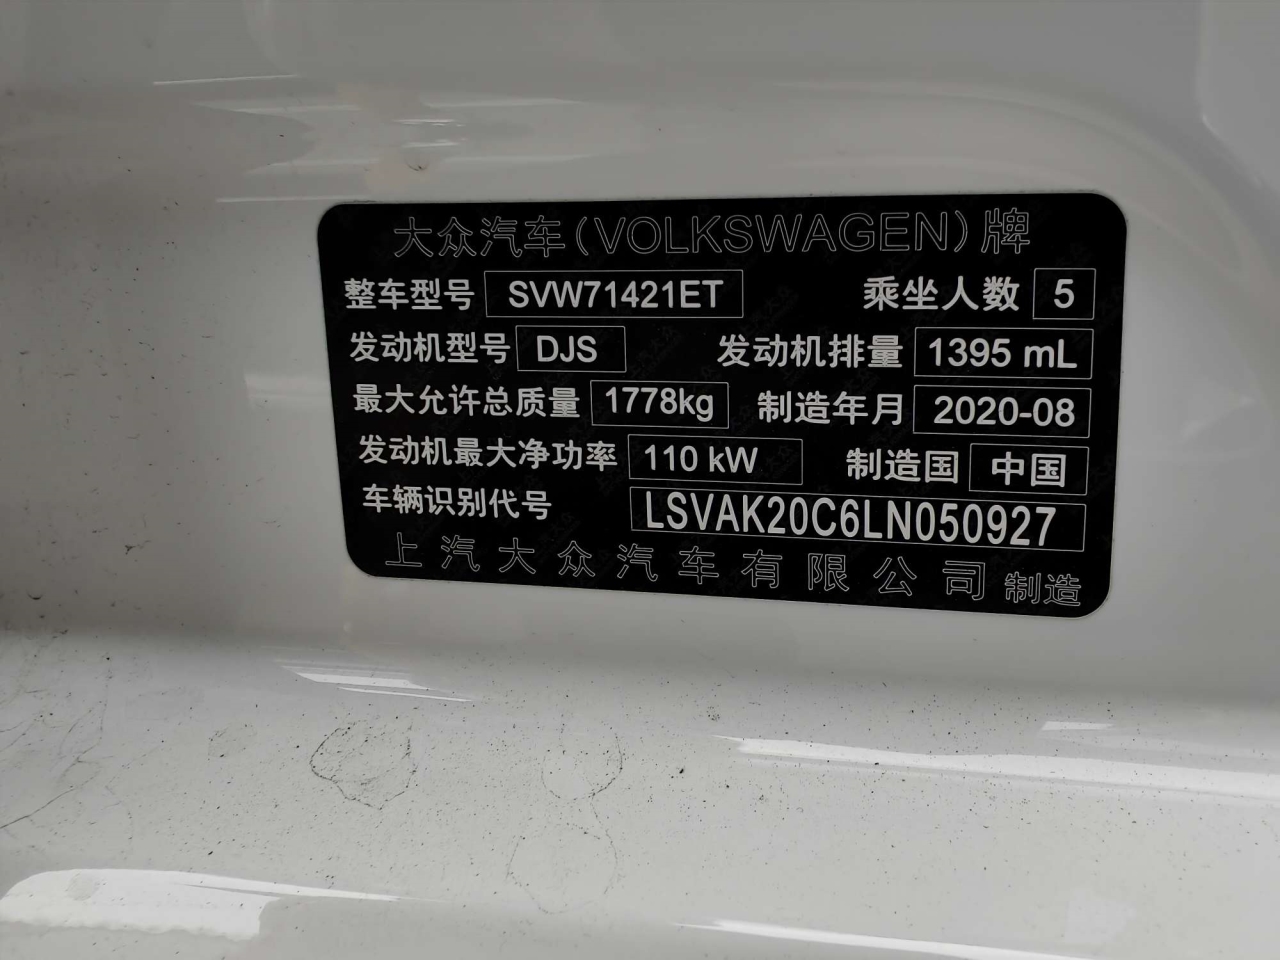 大众汽车(VOLKSWAGEN)牌
整车型号 SVW71421ET 乘坐人数 5
发动机型号 DJS 发动机排量 1395 mL
最大允许总质量 1778kg 制造年月 2020-08
发动机最大净功率 110 kW 制造国 中国
车辆识别代号 LSVAK20C6LN050927
上汽大众汽车有限公司 制造